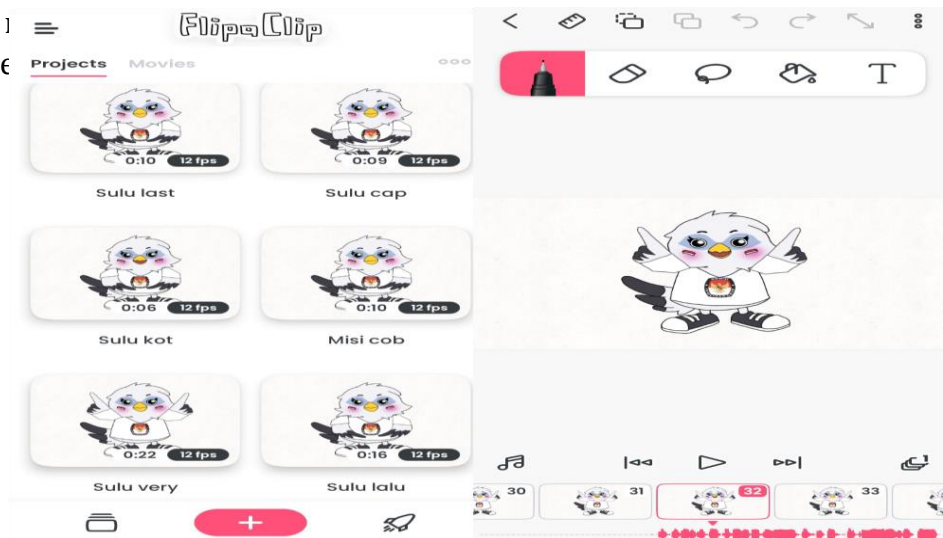 FlipaClip
Projects Movies
0:10 12 fps
0:09 12 fps
Sulu last
Sulu cap
0:06 12 fps
0:10 12 fps
Sulu kot
Misi cob
0:22 12 fps
0:16 12 fps
Sulu very
Sulu lalu
T
1
30 31 32 33